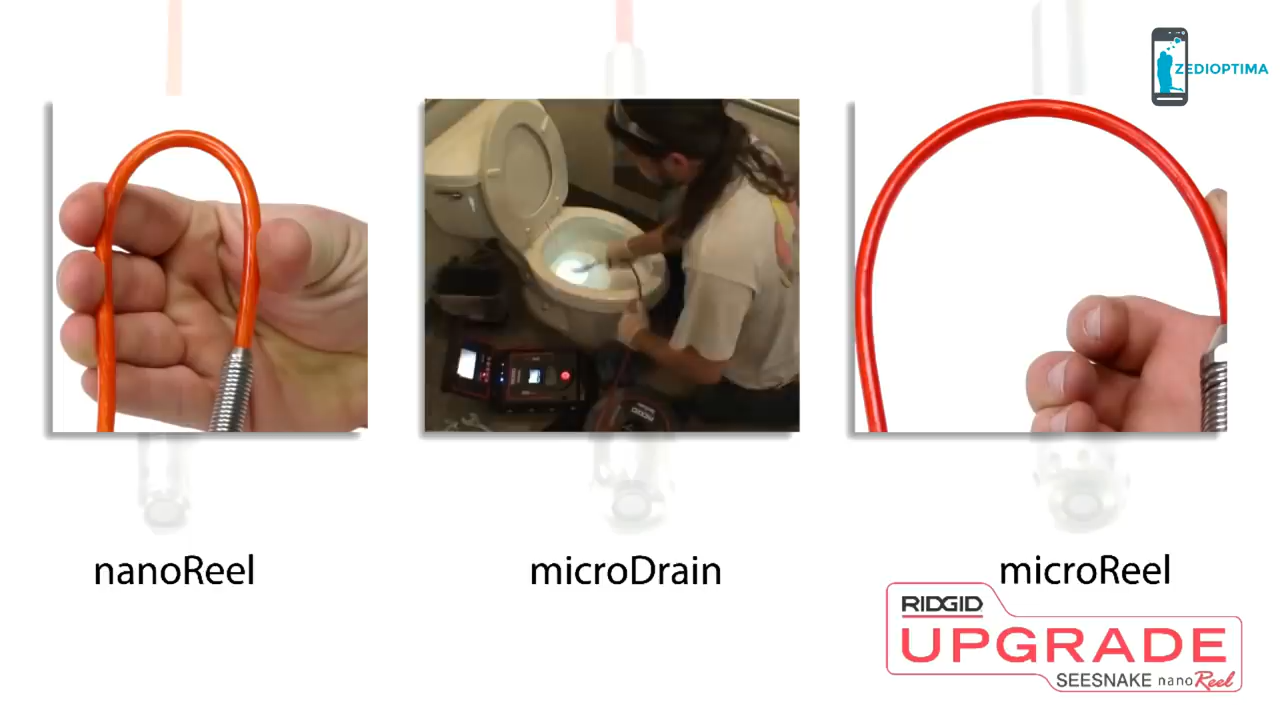 ZEDIOPTIMA
nanoReel
microDrain
microReel
RIDGID
UPGRADE
SEESNAKE nanoReel